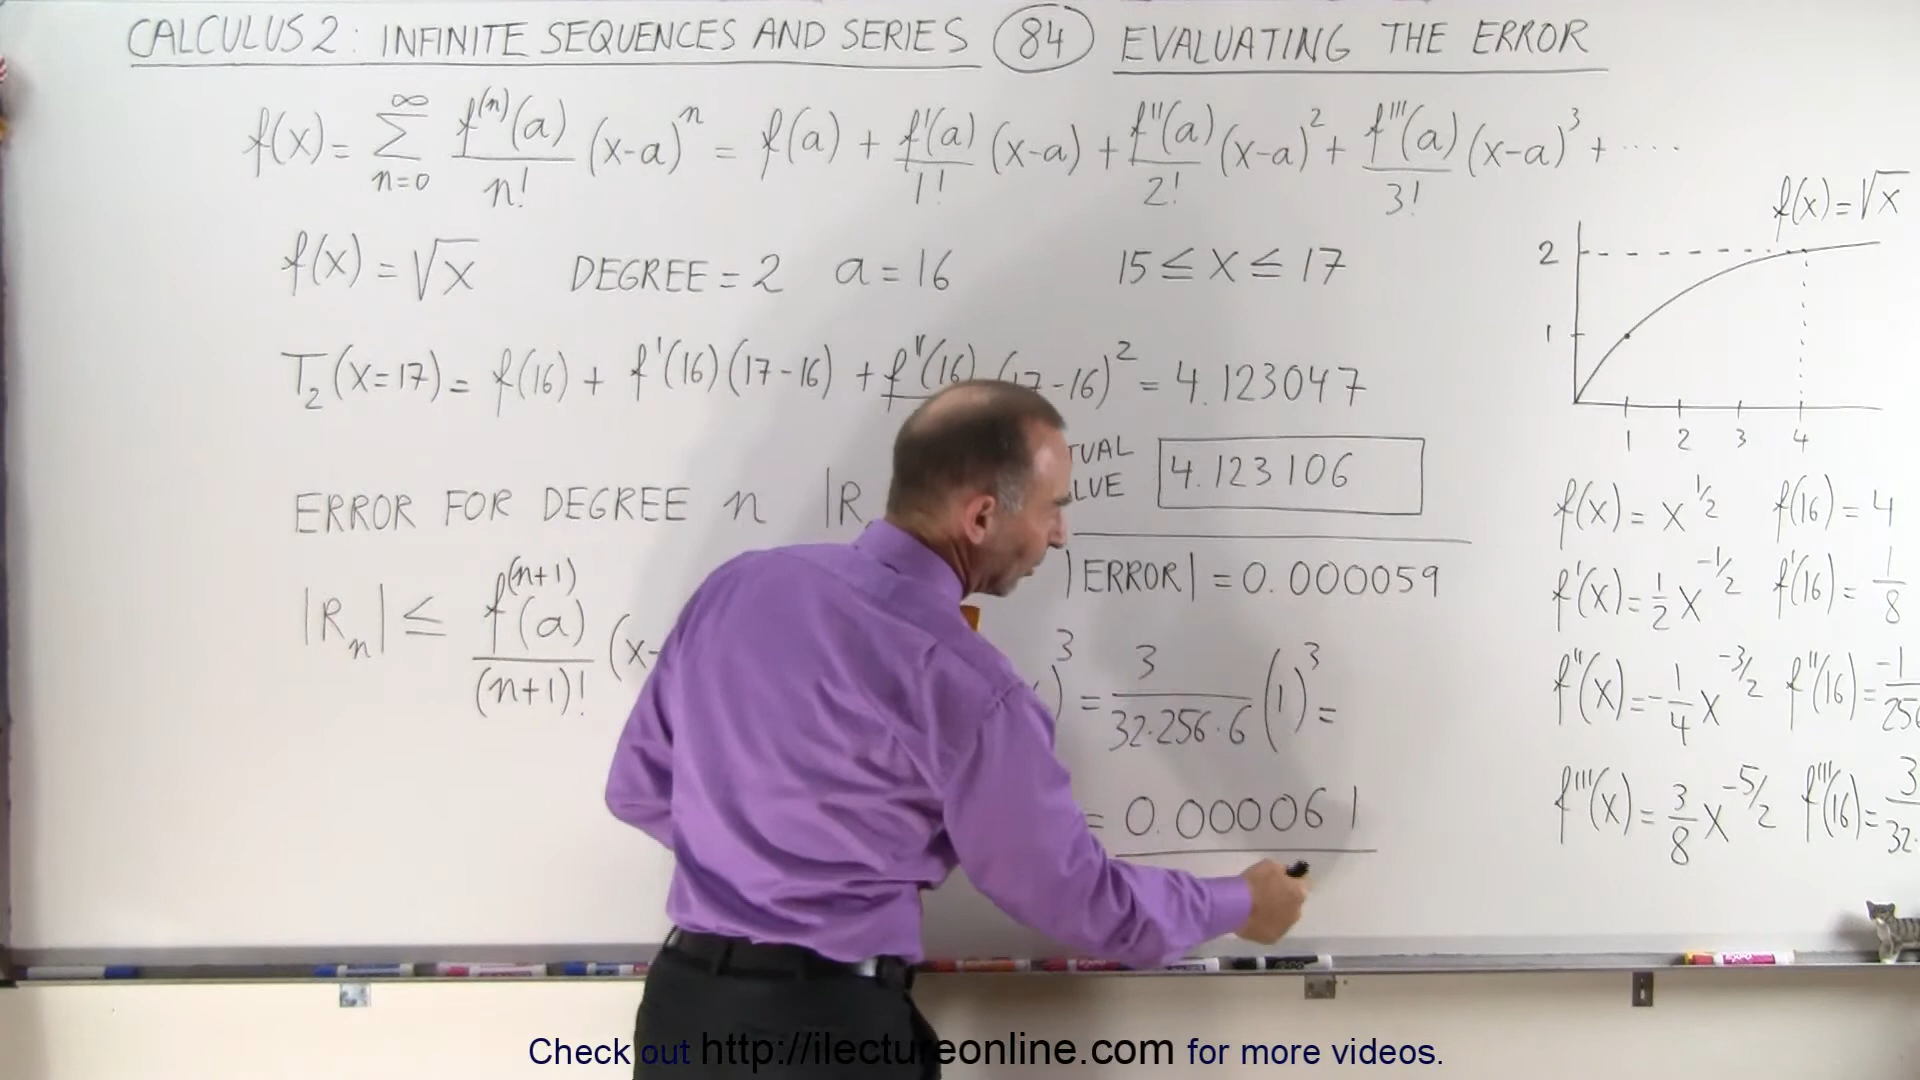 CALCULUS 2: INFINITE SEQUENCES AND SERIES (84) EVALUATING THE ERROR
f(x) = ∑_{n=0}^{∞} f^{(n)}(a)/n! (x-a)^n = f(a) + f'(a)/1! (x-a) + f''(a)/2! (x-a)^2 + f'''(a)/3! (x-a)^3 + ....
f(x) = √x DEGREE = 2 a = 16 15 ≤ x ≤ 17
T_2(x=17) = f(16) + f'(16)(17-16) + f''(16) (17-16)^2 = 4.123047
4.123106
ERROR FOR DEGREE n |R
|ERROR| = 0.000059
|R_n| ≤ f^{(n+1)}(a)/(n+1)! (x-
)^3 = 3/(32·256·6) (1)^3 =
= 0.000061
f(x) = √x
2
1
1 2 3 4
f(x) = x^{1/2} f(16) = 4
f'(x) = 1/2 x^{-1/2} f'(16) = 1/8
f''(x) = -1/4 x^{-3/2} f''(16) = -1/256
f'''(x) = 3/8 x^{-5/2} f'''(16) = 3/32·
Check out http://ilectureonline.com for more videos.